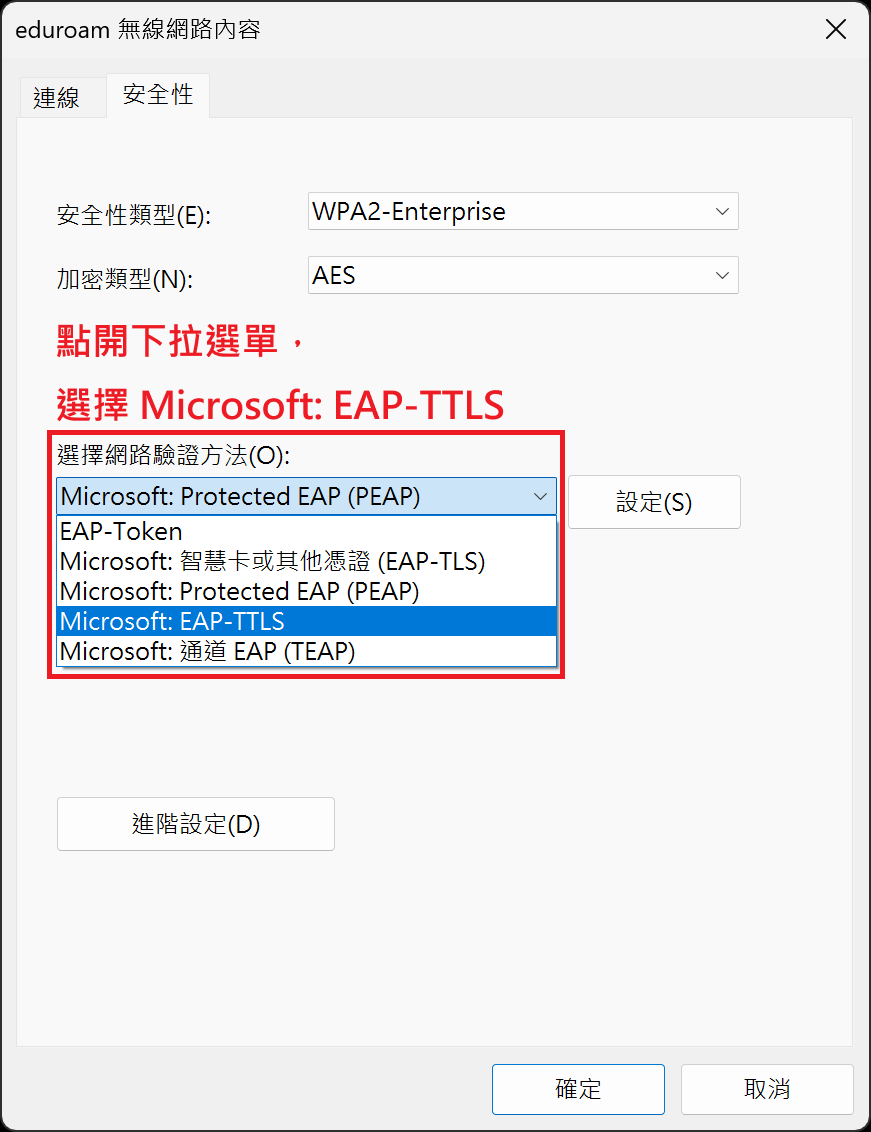 eduroam 無線網路內容
連線
安全性
安全性類型(E):
WPA2-Enterprise
加密類型(N):
AES
點開下拉選單，
選擇 Microsoft: EAP-TTLS
選擇網路驗證方法(O):
Microsoft: Protected EAP (PEAP)
設定(S)
EAP-Token
Microsoft: 智慧卡或其他憑證 (EAP-TLS)
Microsoft: Protected EAP (PEAP)
Microsoft: EAP-TTLS
Microsoft: 通道 EAP (TEAP)
進階設定(D)
確定
取消